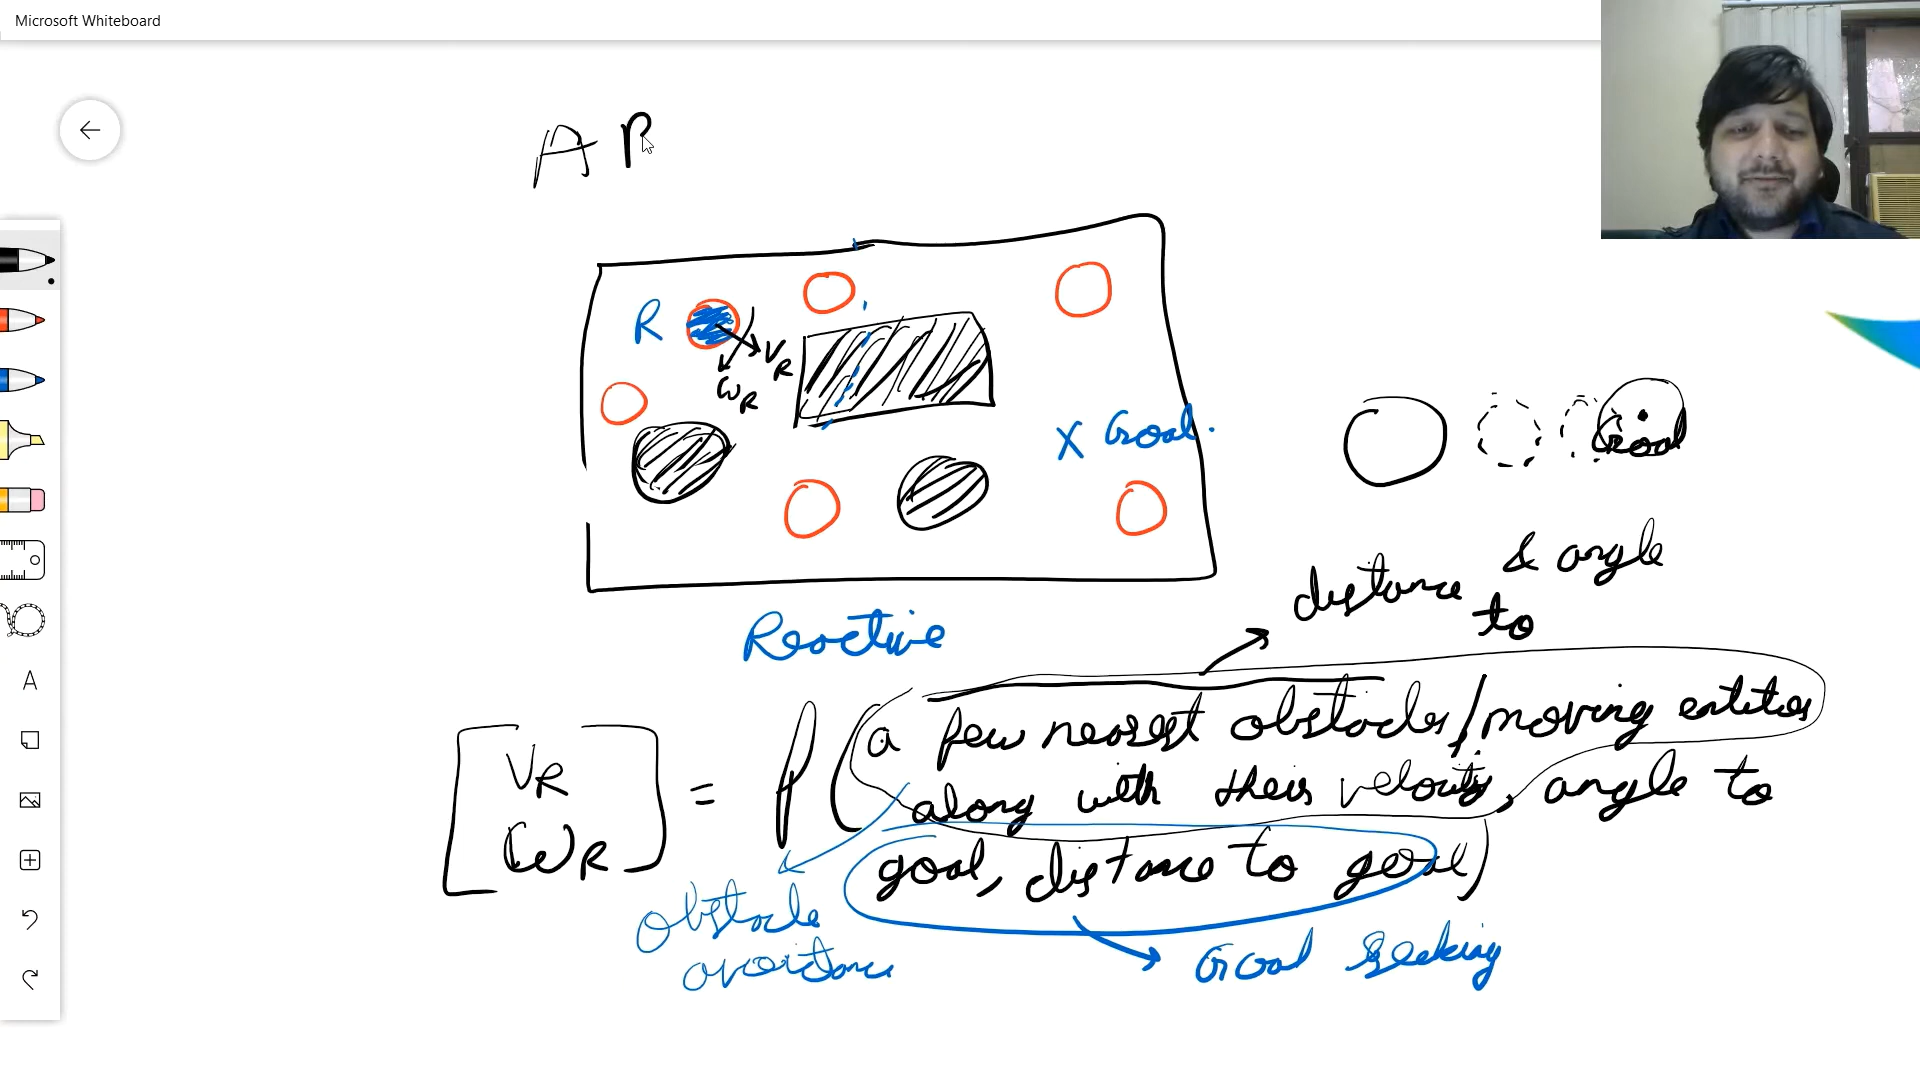 Microsoft Whiteboard
A P
R
VR
ωR
X Goal.
Goal
distance & angle
to
Reactive
VR
ωR
= f(a few nearest obstacles/moving entities
along with their velocity, angle to
goal, distance to goal)
obstacle
avoidance
Goal seeking
A